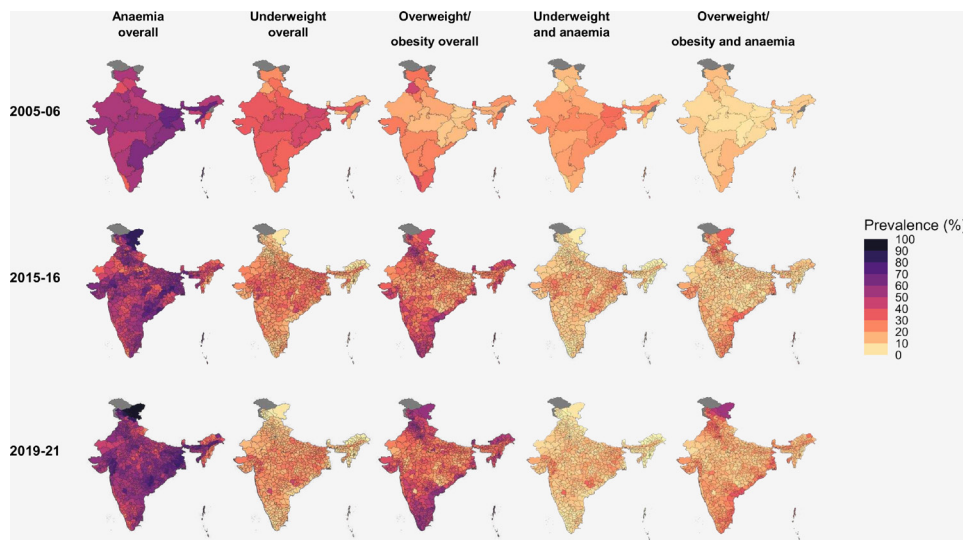 Anaemia
overall
Underweight
overall
Overweight/
obesity overall
Underweight
and anaemia
Overweight/
obesity and anaemia
2005-06
2015-16
2019-21
Prevalence (%)
100
90
80
70
60
50
40
30
20
10
0